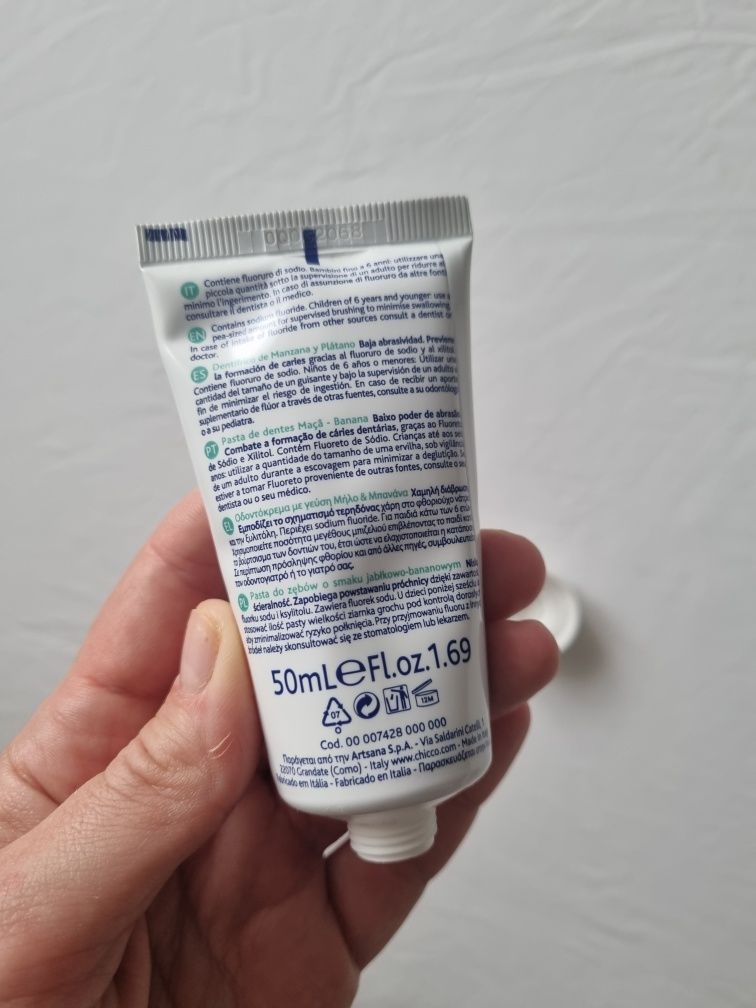 IT Contiene fluoruro di sodio. Bambini fino a 6 anni: utilizzare una
piccola quantità sotto la supervisione di un adulto per ridurre al
minimo l'ingerimento. In caso di assunzione di fluoruro da altre fonti
consultare il dentista o il medico.
EN Contains sodium fluoride. Children of 6 years and younger: use a
pea-sized amount for supervised brushing to minimise swallowing.
In case of intake of fluoride from other sources consult a dentist or
doctor.
ES Dentífrico de Manzana y Plátano Baja abrasividad. Previene
la formación de caries gracias al fluoruro de sodio y al xilitol.
Contiene fluoruro de sodio. Niños de 6 años o menores: Utilizar una
cantidad del tamaño de un guisante y bajo la supervisión de un adulto a
fin de minimizar el riesgo de ingestión. En caso de recibir un aporte
suplementario de flúor a través de otras fuentes, consulte a su odontólogo
o a su pediatra.
PT Pasta de dentes Maçã - Banana Baixo poder de abrasão
Combate a formação de cáries dentárias, graças ao Fluoreto
de Sódio e Xilitol. Contém Fluoreto de Sódio. Crianças até aos seis
anos: utilizar a quantidade do tamanho de uma ervilha, sob vigilância
de um adulto durante a escovagem para minimizar a deglutição. Se
estiver a tomar Fluoreto proveniente de outras fontes, consulte o seu
dentista ou o seu médico.
EL Οδοντόκρεμα με γεύση Μήλο & Μπανάνα Χαμηλή διάβρωση
Εμποδίζει το σχηματισμό τερηδόνας χάρη στο φθοριούχο νάτριο
και την ξυλιτόλη. Περιέχει sodium fluoride. Για παιδιά κάτω των 6 ετών:
Χρησιμοποιείτε ποσότητα μεγέθους μπιζελιού επιβλέποντας το παιδί κατά
το βούρτσισμα των δοντιών του, έτσι ώστε να ελαχιστοποιείται η κατάποση.
Σε περίπτωση πρόσληψης φθορίου και από άλλες πηγές, συμβουλευτείτε
τον οδοντογιατρό ή το γιατρό σας.
PL Pasta do zębów o smaku jabłkowo-bananowym Niska
ścieralność. Zapobiega powstawaniu próchnicy dzięki zawartości
fluorku sodu i ksylitolu. Zawiera fluorek sodu. U dzieci poniżej sześciu
stosować ilość pasty wielkości ziarnka grochu pod kontrolą dorosłych
aby zminimalizować ryzyko połknięcia. Przy przyjmowaniu fluoru z innych
źródeł należy skonsultować się ze stomatologiem lub lekarzem.
50mL e Fl.oz.1.69
07 12M
Cod. 00 007428 000 000
Παράγεται από την Artsana S.p.A. - Via Saldarini Catelli, 1
22070 Grandate (Como) - Italy www.chicco.com - Made in
Fabricado em Itália - Fabricado en Italia - Παρασκευάζεται στην